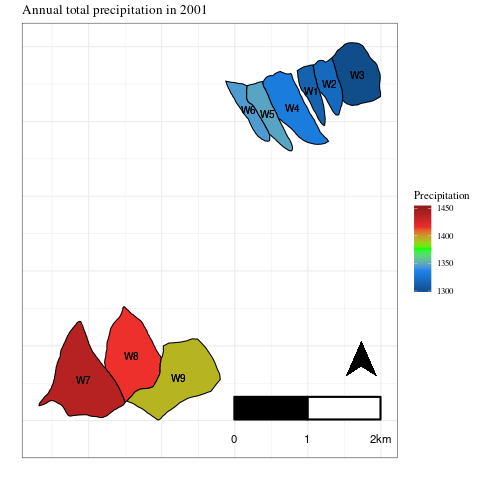 Annual total precipitation in 2001
W3
W2
W1
W4
W6
W5
Precipitation
1450
1400
1350
1300
W8
W7
W9
0 1 2km